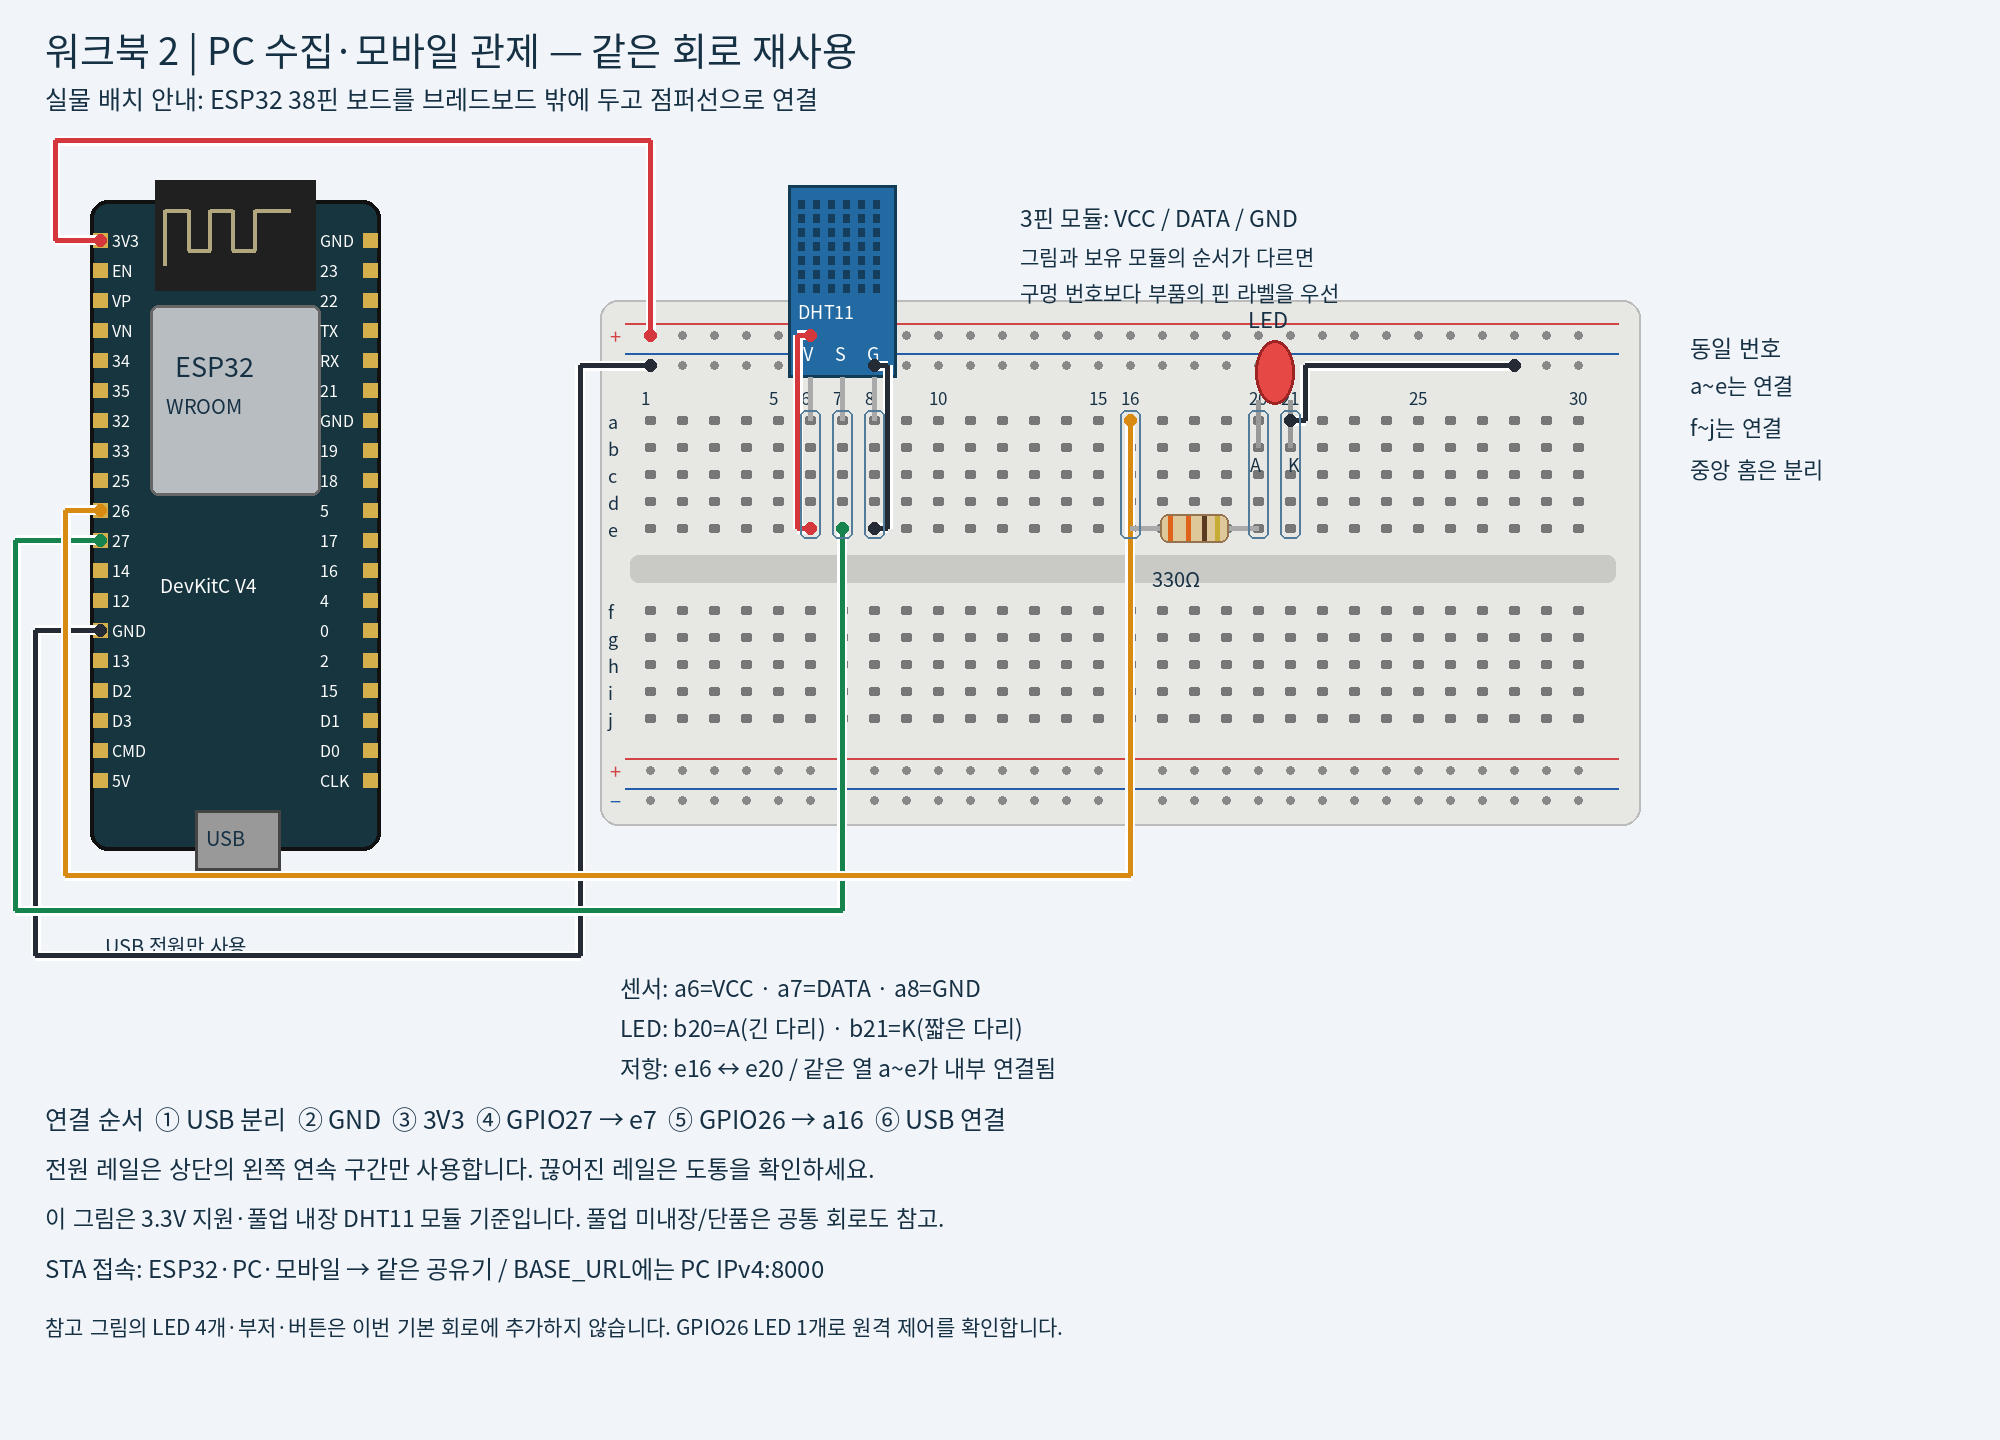 워크북 2 | PC 수집·모바일 관제 — 같은 회로 재사용
실물 배치 안내: ESP32 38핀 보드를 브레드보드 밖에 두고 점퍼선으로 연결
3V3 GND
EN 23
VP 22
VN TX
34 RX
35 21
32 GND
33 19
25 18
26 5
27 17
14 16
12 4
GND 0
13 2
D2 15
D3 D1
CMD D0
5V CLK
ESP32
WROOM
DevKitC V4
USB
USB 전원만 사용
DHT11
V S G
3핀 모듈: VCC / DATA / GND
그림과 보유 모듈의 순서가 다르면
구멍 번호보다 부품의 핀 라벨을 우선
LED
+
1 5 6 7 8 10 15 16 20 21 25 30
a
b
c
d
e
A K
330Ω
f
g
h
i
j
+
−
동일 번호
a~e는 연결
f~j는 연결
중앙 홈은 분리
센서: a6=VCC · a7=DATA · a8=GND
LED: b20=A(긴 다리) · b21=K(짧은 다리)
저항: e16 ↔ e20 / 같은 열 a~e가 내부 연결됨
연결 순서 ① USB 분리 ② GND ③ 3V3 ④ GPIO27 → e7 ⑤ GPIO26 → a16 ⑥ USB 연결
전원 레일은 상단의 왼쪽 연속 구간만 사용합니다. 끊어진 레일은 도통을 확인하세요.
이 그림은 3.3V 지원·풀업 내장 DHT11 모듈 기준입니다. 풀업 미내장/단품은 공통 회로도 참고.
STA 접속: ESP32·PC·모바일 → 같은 공유기 / BASE_URL에는 PC IPv4:8000
참고 그림의 LED 4개·부저·버튼은 이번 기본 회로에 추가하지 않습니다. GPIO26 LED 1개로 원격 제어를 확인합니다.